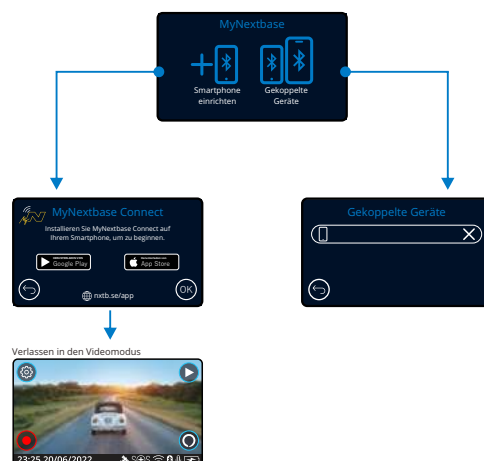 MyNextbase
Smartphone
einrichten
Gekoppelte
Geräte
MyNextbase Connect
Installieren Sie MyNextbase Connect auf
Ihrem Smartphone, um zu beginnen.
Google Play
App Store
OK
nxtb.se/app
Gekoppelte Geräte
Verlassen in den Videomodus
23:25 20/06/2022
SOS